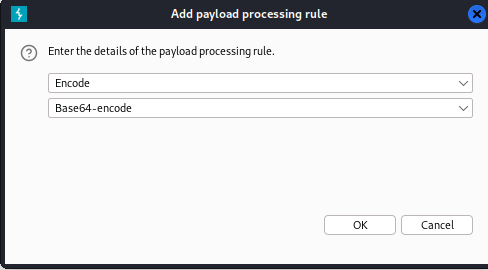 Add payload processing rule
Enter the details of the payload processing rule.
Encode
Base64-encode
OK
Cancel